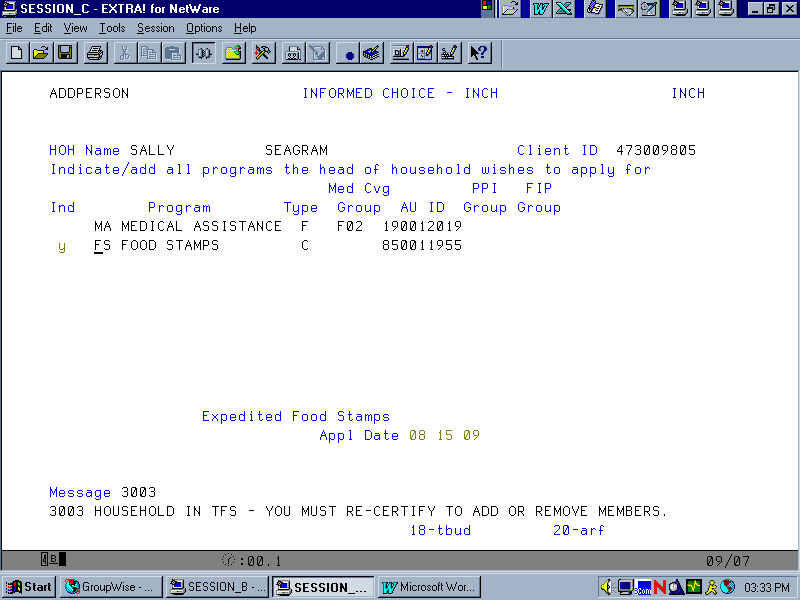 SESSION_C - EXTRA! for NetWare
File Edit View Tools Session Options Help
ADDPERSON INFORMED CHOICE - INCH INCH
HOH Name SALLY SEAGRAM Client ID 473009805
Indicate/add all programs the head of household wishes to apply for
Med Cvg PPI FIP
Ind Program Type Group AU ID Group Group
MA MEDICAL ASSISTANCE F F02 190012019
y FS FOOD STAMPS C 850011955
Expedited Food Stamps
Appl Date 08 15 09
Message 3003
3003 HOUSEHOLD IN TFS - YOU MUST RE-CERTIFY TO ADD OR REMOVE MEMBERS.
18-tbud 20-arf
:00.1 09/07
Start GroupWise - ... SESSION_B - ... SESSION_... Microsoft Wor... 03:33 PM